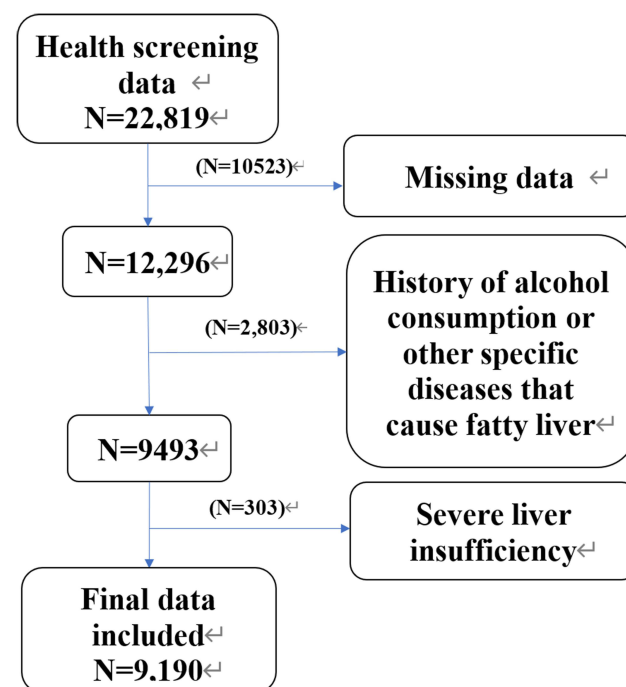 Health screening
data ↵
N=22,819↵
(N=10523)↵
Missing data ↵
N=12,296↵
(N=2,803)↵
History of alcohol
consumption or
other specific
diseases that
cause fatty liver↵
N=9493↵
(N=303)↵
Severe liver
insufficiency↵
Final data
included↵
N=9,190↵